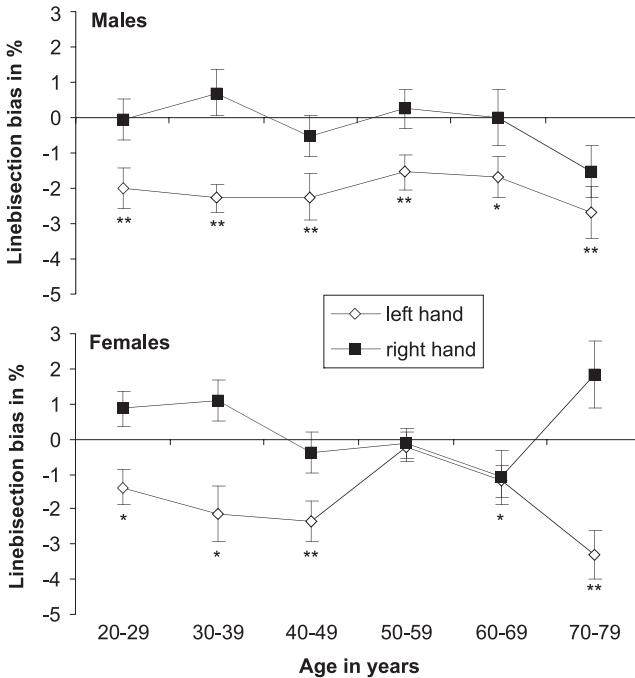 Males
Linebisection bias in %
3
2
1
0
-1
-2
-3
-4
-5
** ** ** ** * **
left hand
right hand
Females
Linebisection bias in %
3
2
1
0
-1
-2
-3
-4
-5
* * ** * **
20-29 30-39 40-49 50-59 60-69 70-79
Age in years